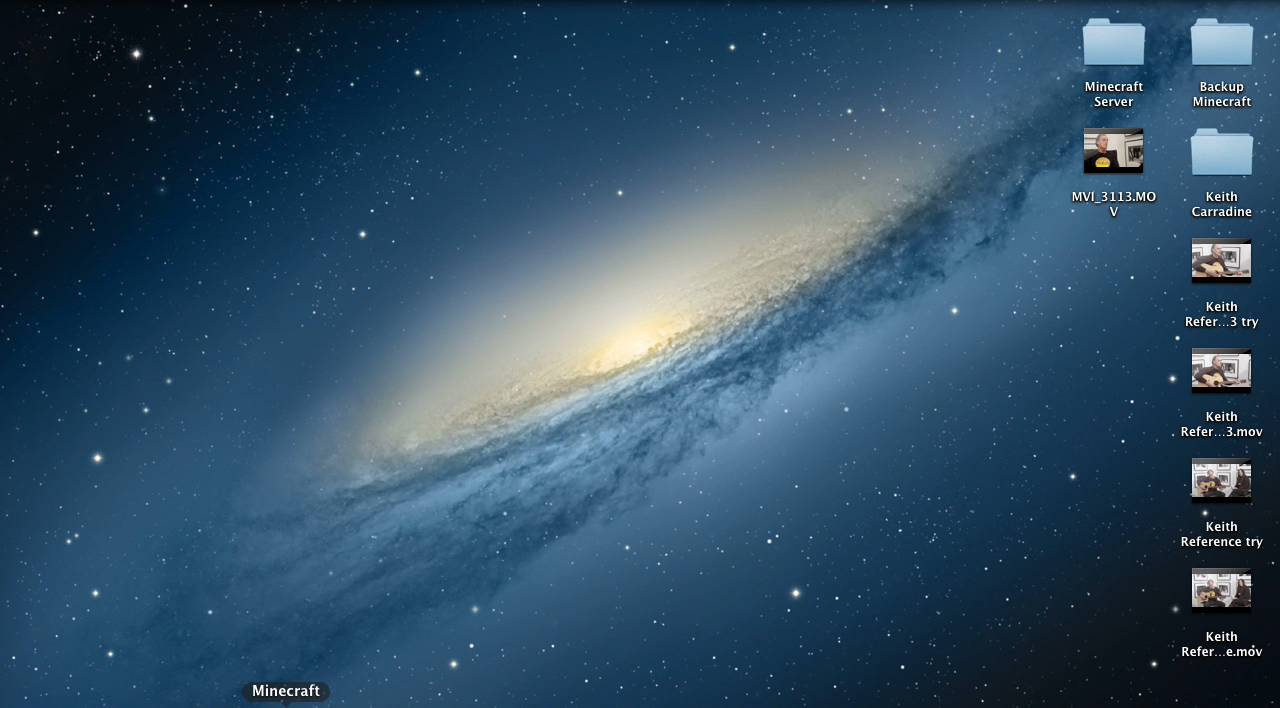 Minecraft
Server
Backup
Minecraft
MVI_3113.MO
V
Keith
Carradine
Keith
Refer...3 try
Keith
Refer...3.mov
Keith
Reference try
Keith
Refer...e.mov
Minecraft